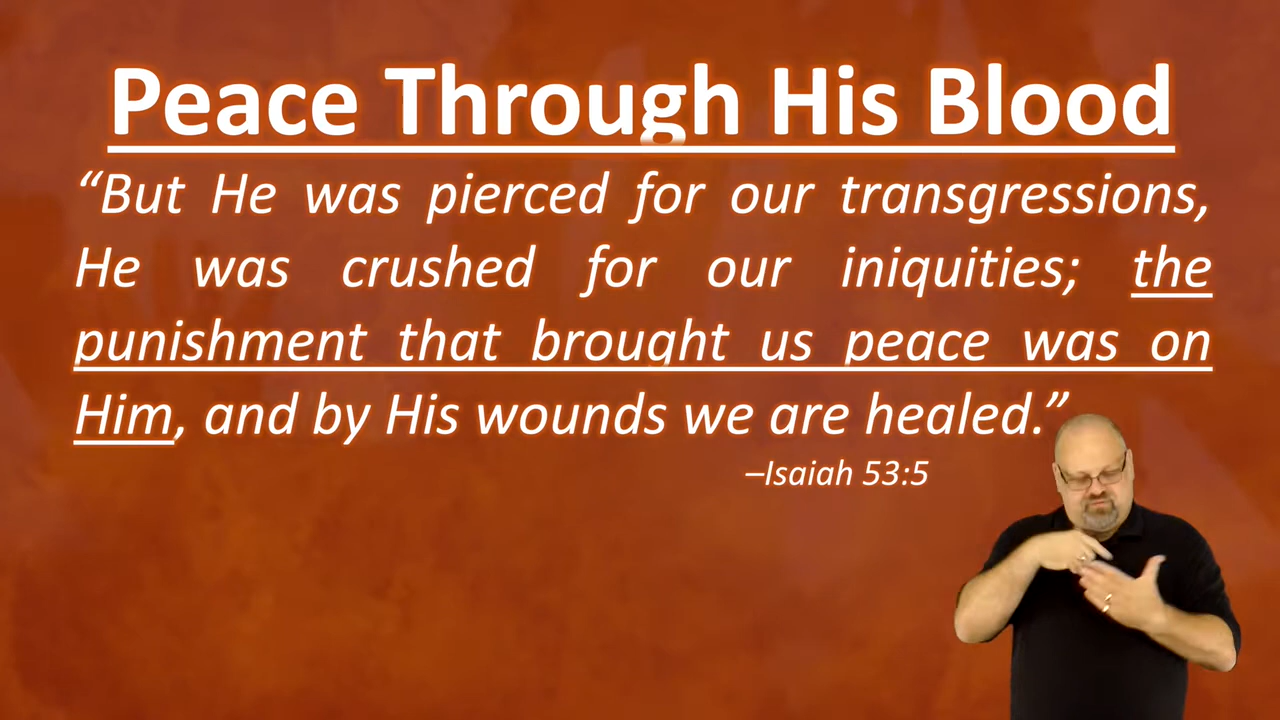 Peace Through His Blood
“But He was pierced for our transgressions,
He was crushed for our iniquities; the
punishment that brought us peace was on
Him, and by His wounds we are healed.”
–Isaiah 53:5